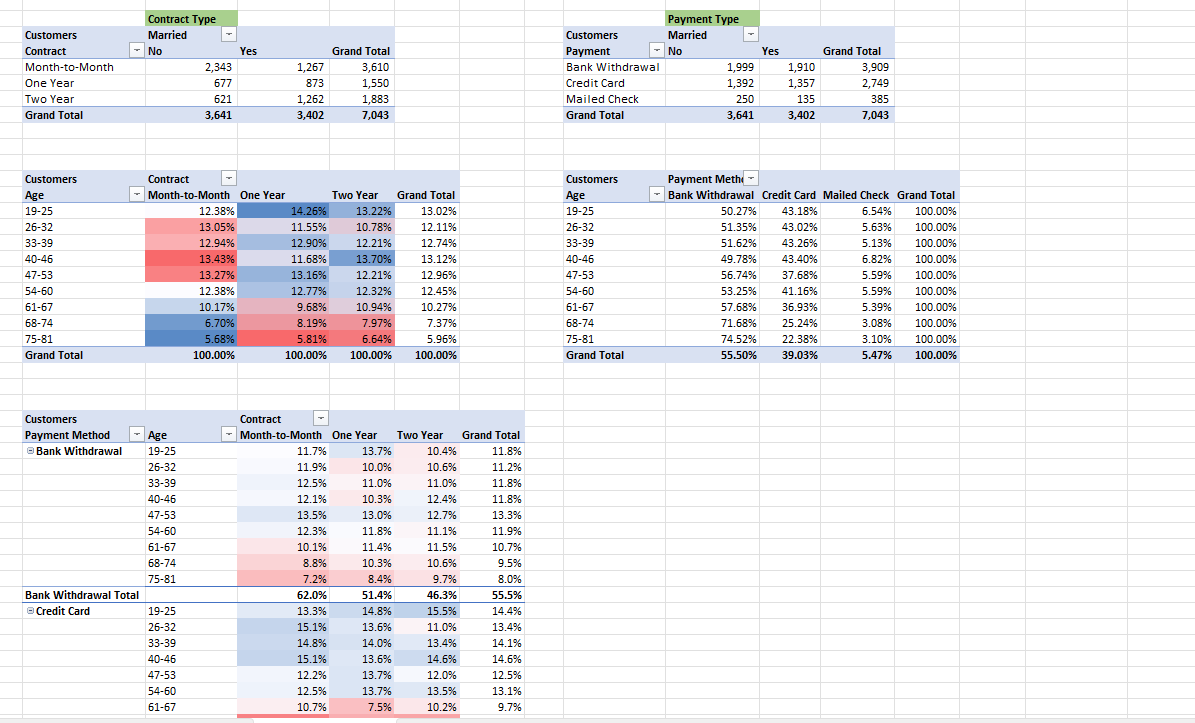 Contract Type
Customers Married
Contract No Yes Grand Total
Month-to-Month 2,343 1,267 3,610
One Year 677 873 1,550
Two Year 621 1,262 1,883
Grand Total 3,641 3,402 7,043
Payment Type
Customers Married
Payment No Yes Grand Total
Bank Withdrawal 1,999 1,910 3,909
Credit Card 1,392 1,357 2,749
Mailed Check 250 135 385
Grand Total 3,641 3,402 7,043
Customers Contract
Age Month-to-Month One Year Two Year Grand Total
19-25 12.38% 14.26% 13.22% 13.02%
26-32 13.05% 11.55% 10.78% 12.11%
33-39 12.94% 12.90% 12.21% 12.74%
40-46 13.43% 11.68% 13.70% 13.12%
47-53 13.27% 13.16% 12.21% 12.96%
54-60 12.38% 12.77% 12.32% 12.45%
61-67 10.17% 9.68% 10.94% 10.27%
68-74 6.70% 8.19% 7.97% 7.37%
75-81 5.68% 5.81% 6.64% 5.96%
Grand Total 100.00% 100.00% 100.00% 100.00%
Customers Payment Metho
Age Bank Withdrawal Credit Card Mailed Check Grand Total
19-25 50.27% 43.18% 6.54% 100.00%
26-32 51.35% 43.02% 5.63% 100.00%
33-39 51.62% 43.26% 5.13% 100.00%
40-46 49.78% 43.40% 6.82% 100.00%
47-53 56.74% 37.68% 5.59% 100.00%
54-60 53.25% 41.16% 5.59% 100.00%
61-67 57.68% 36.93% 5.39% 100.00%
68-74 71.68% 25.24% 3.08% 100.00%
75-81 74.52% 22.38% 3.10% 100.00%
Grand Total 55.50% 39.03% 5.47% 100.00%
Customers Contract
Payment Method Age Month-to-Month One Year Two Year Grand Total
Bank Withdrawal 19-25 11.7% 13.7% 10.4% 11.8%
26-32 11.9% 10.0% 10.6% 11.2%
33-39 12.5% 11.0% 11.0% 11.8%
40-46 12.1% 10.3% 12.4% 11.8%
47-53 13.5% 13.0% 12.7% 13.3%
54-60 12.3% 11.8% 11.1% 11.9%
61-67 10.1% 11.4% 11.5% 10.7%
68-74 8.8% 10.3% 10.6% 9.5%
75-81 7.2% 8.4% 9.7% 8.0%
Bank Withdrawal Total 62.0% 51.4% 46.3% 55.5%
Credit Card 19-25 13.3% 14.8% 15.5% 14.4%
26-32 15.1% 13.6% 11.0% 13.4%
33-39 14.8% 14.0% 13.4% 14.1%
40-46 15.1% 13.6% 14.6% 14.6%
47-53 12.2% 13.7% 12.0% 12.5%
54-60 12.5% 13.7% 13.5% 13.1%
61-67 10.7% 7.5% 10.2% 9.7%